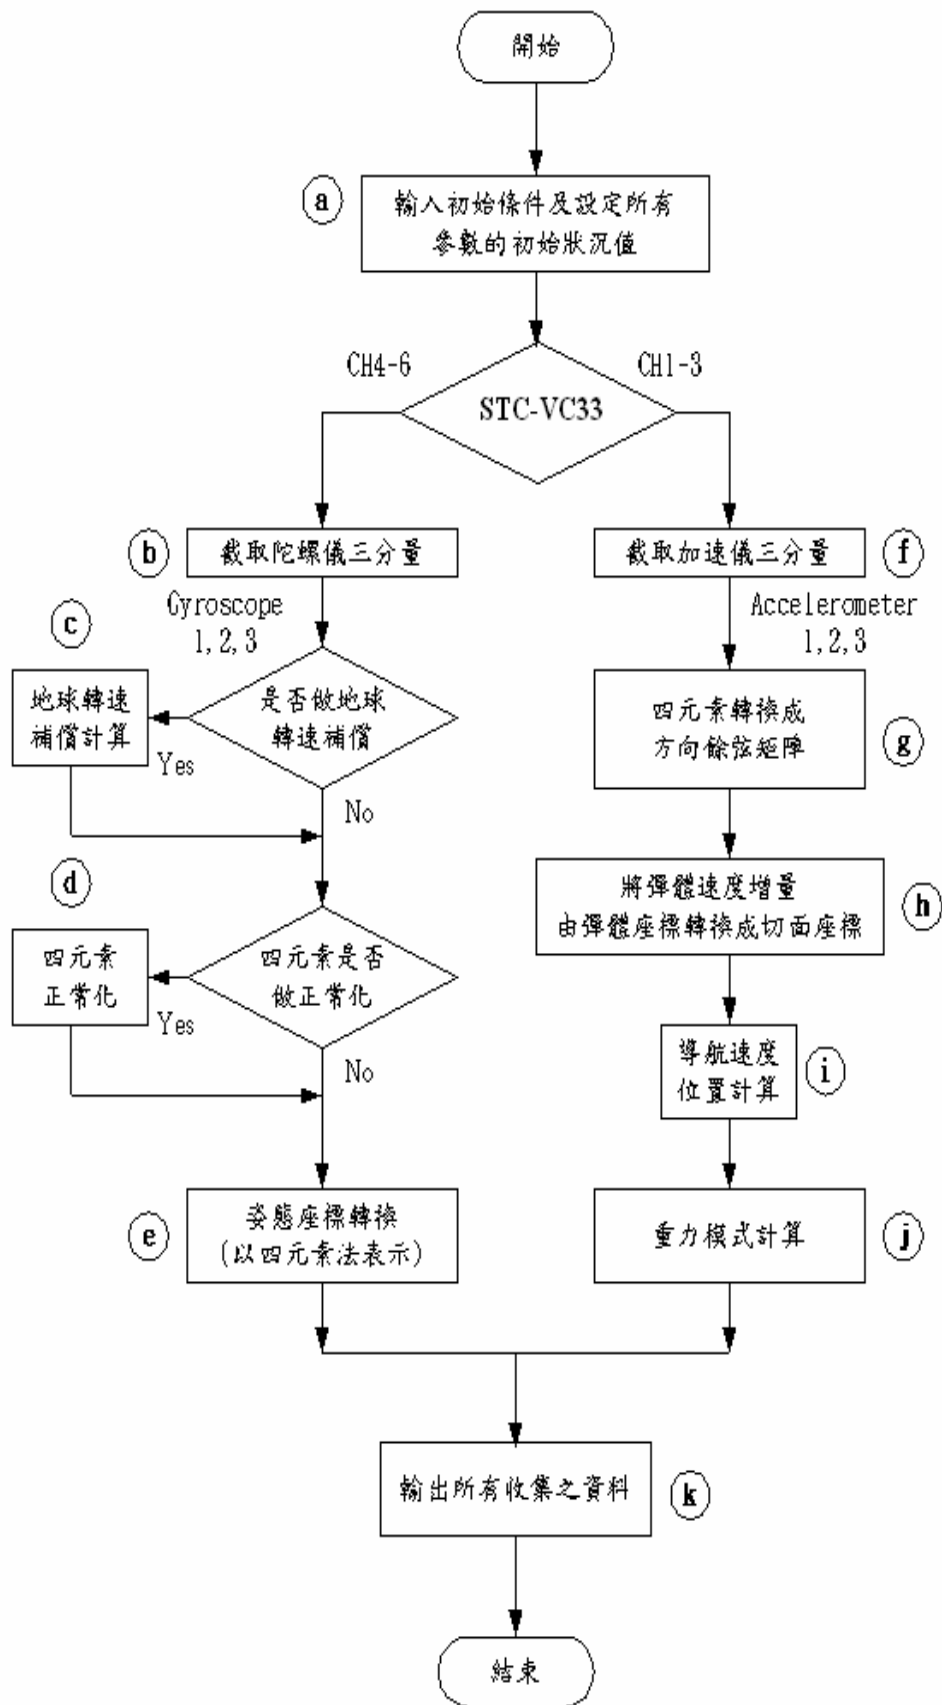 開始
a
輸入初始條件及設定所有
參數的初始狀況值
CH4-6
CH1-3
STC-VC33
b
截取陀螺儀三分量
截取加速儀三分量
f
Gyroscope
1,2,3
Accelerometer
1,2,3
c
地球轉速
補償計算
是否做地球
轉速補償
Yes
No
四元素轉換成
方向餘弦矩陣
g
d
四元素
正常化
四元素是否
做正常化
Yes
No
將彈體速度增量
由彈體座標轉換成切面座標
h
導航速度
位置計算
i
e
姿態座標轉換
(以四元素法表示)
重力模式計算
j
輸出所有收集之資料
k
結束